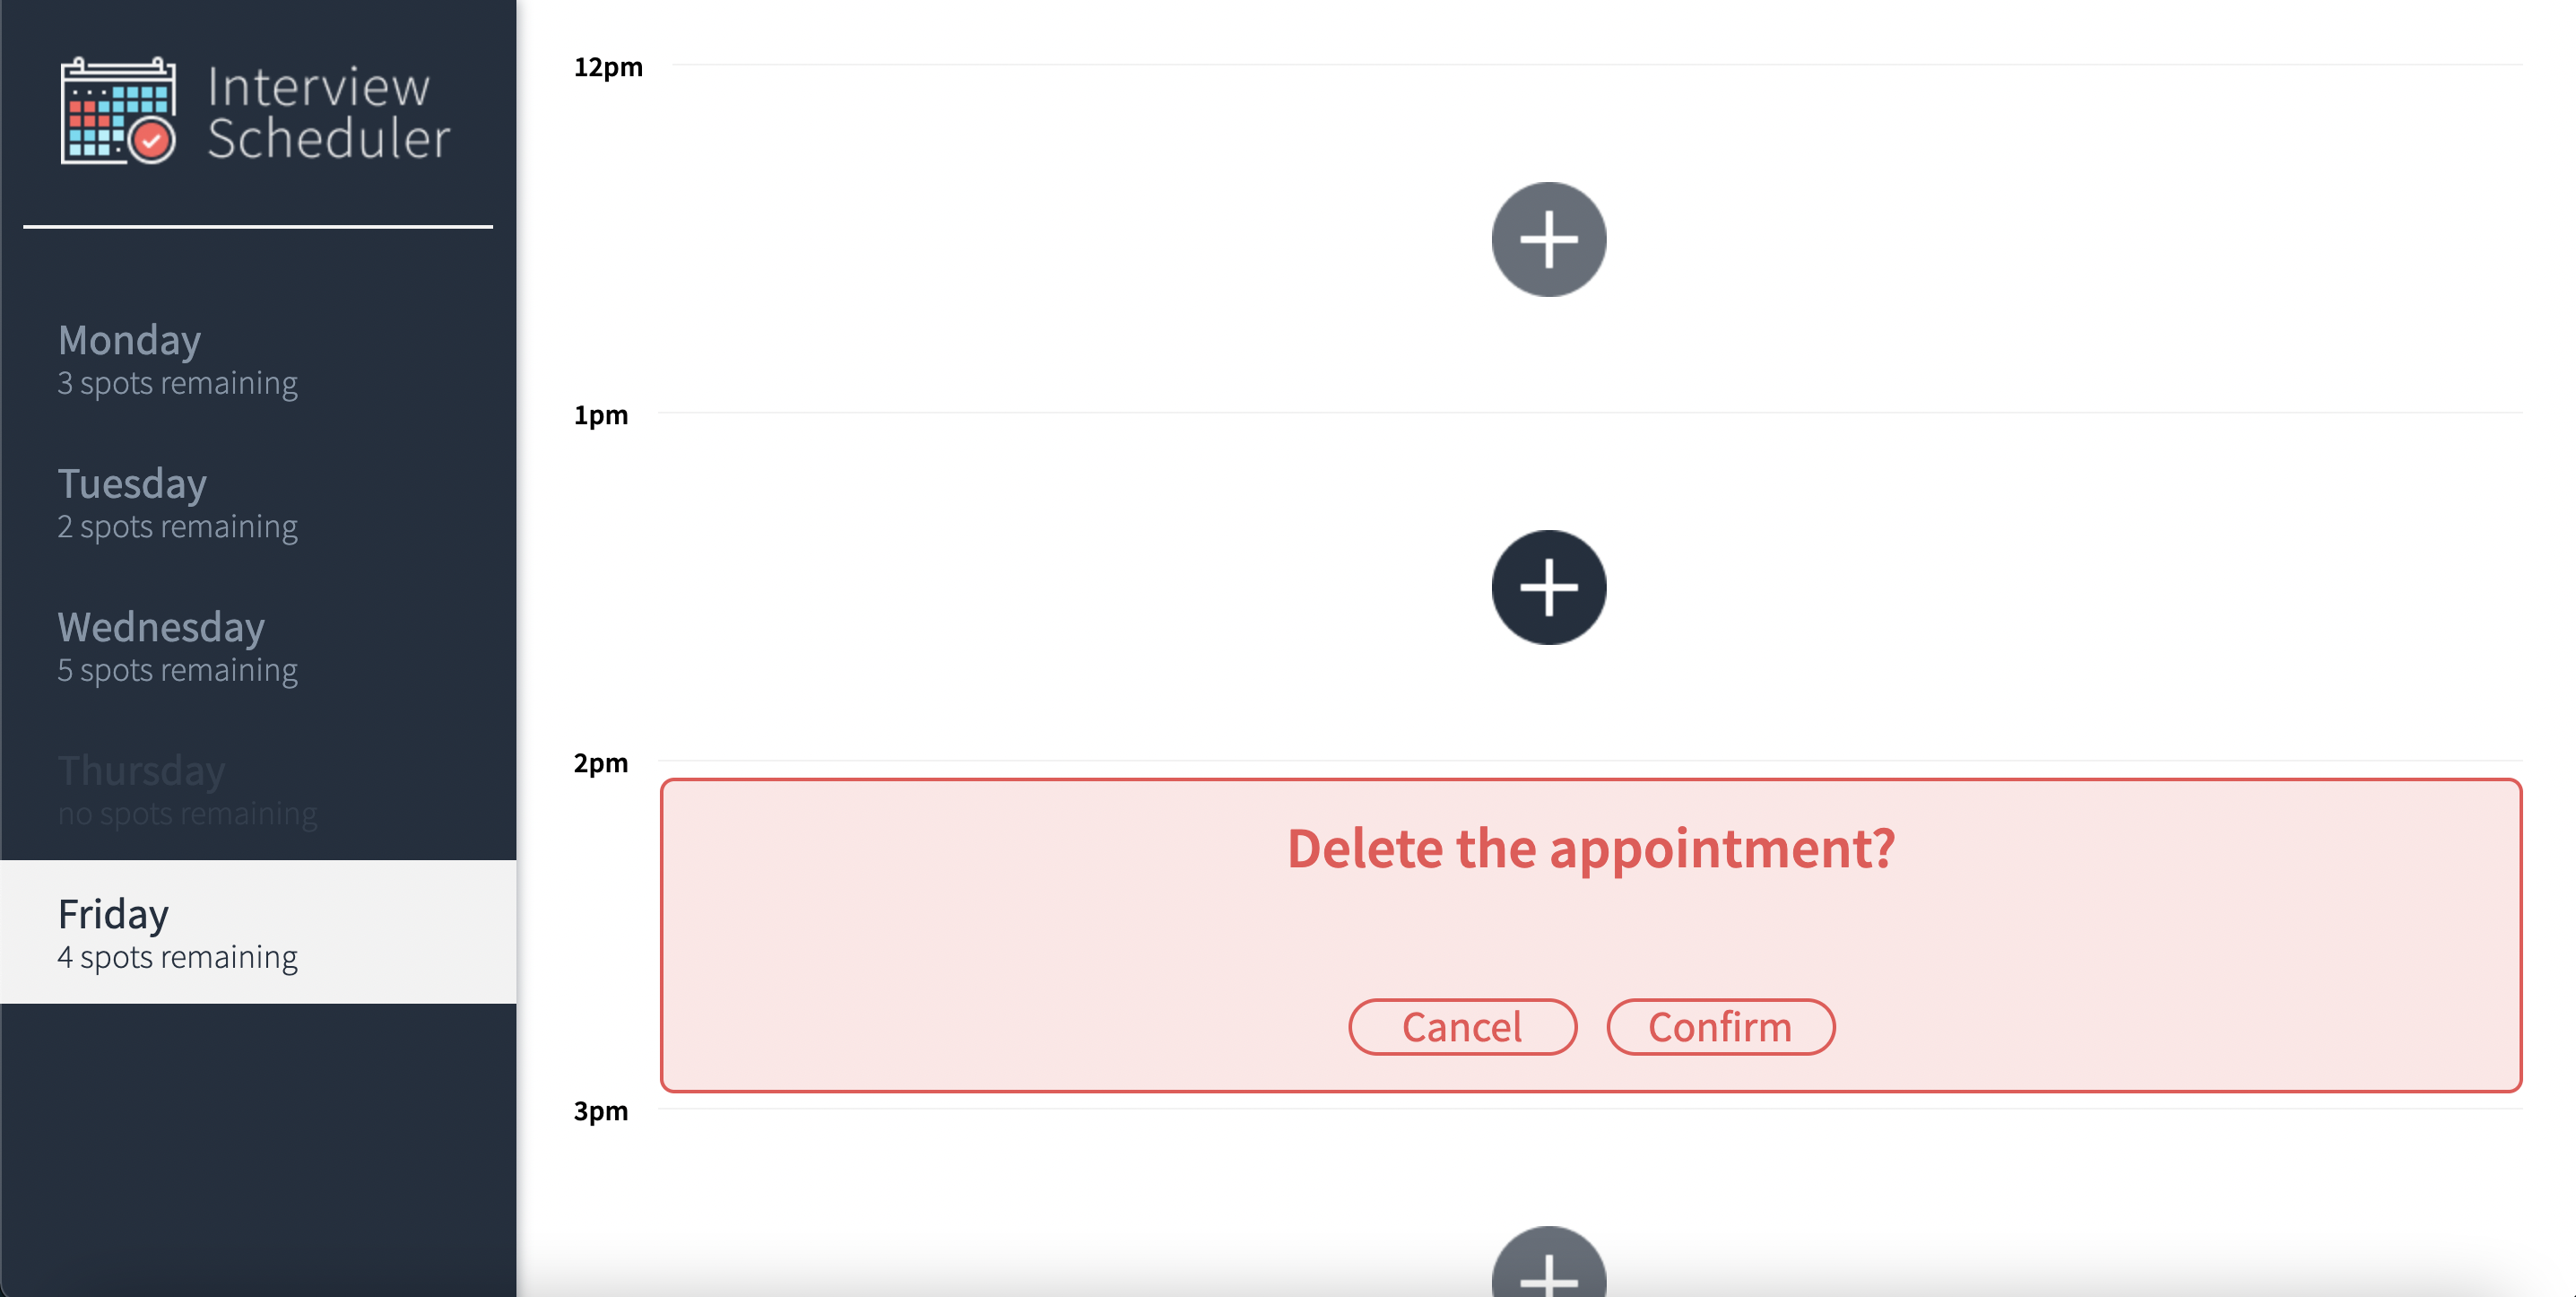 Interview
Scheduler
Monday
3 spots remaining
Tuesday
2 spots remaining
Wednesday
5 spots remaining
Thursday
no spots remaining
Friday
4 spots remaining
12pm
1pm
2pm
Delete the appointment?
Cancel Confirm
3pm